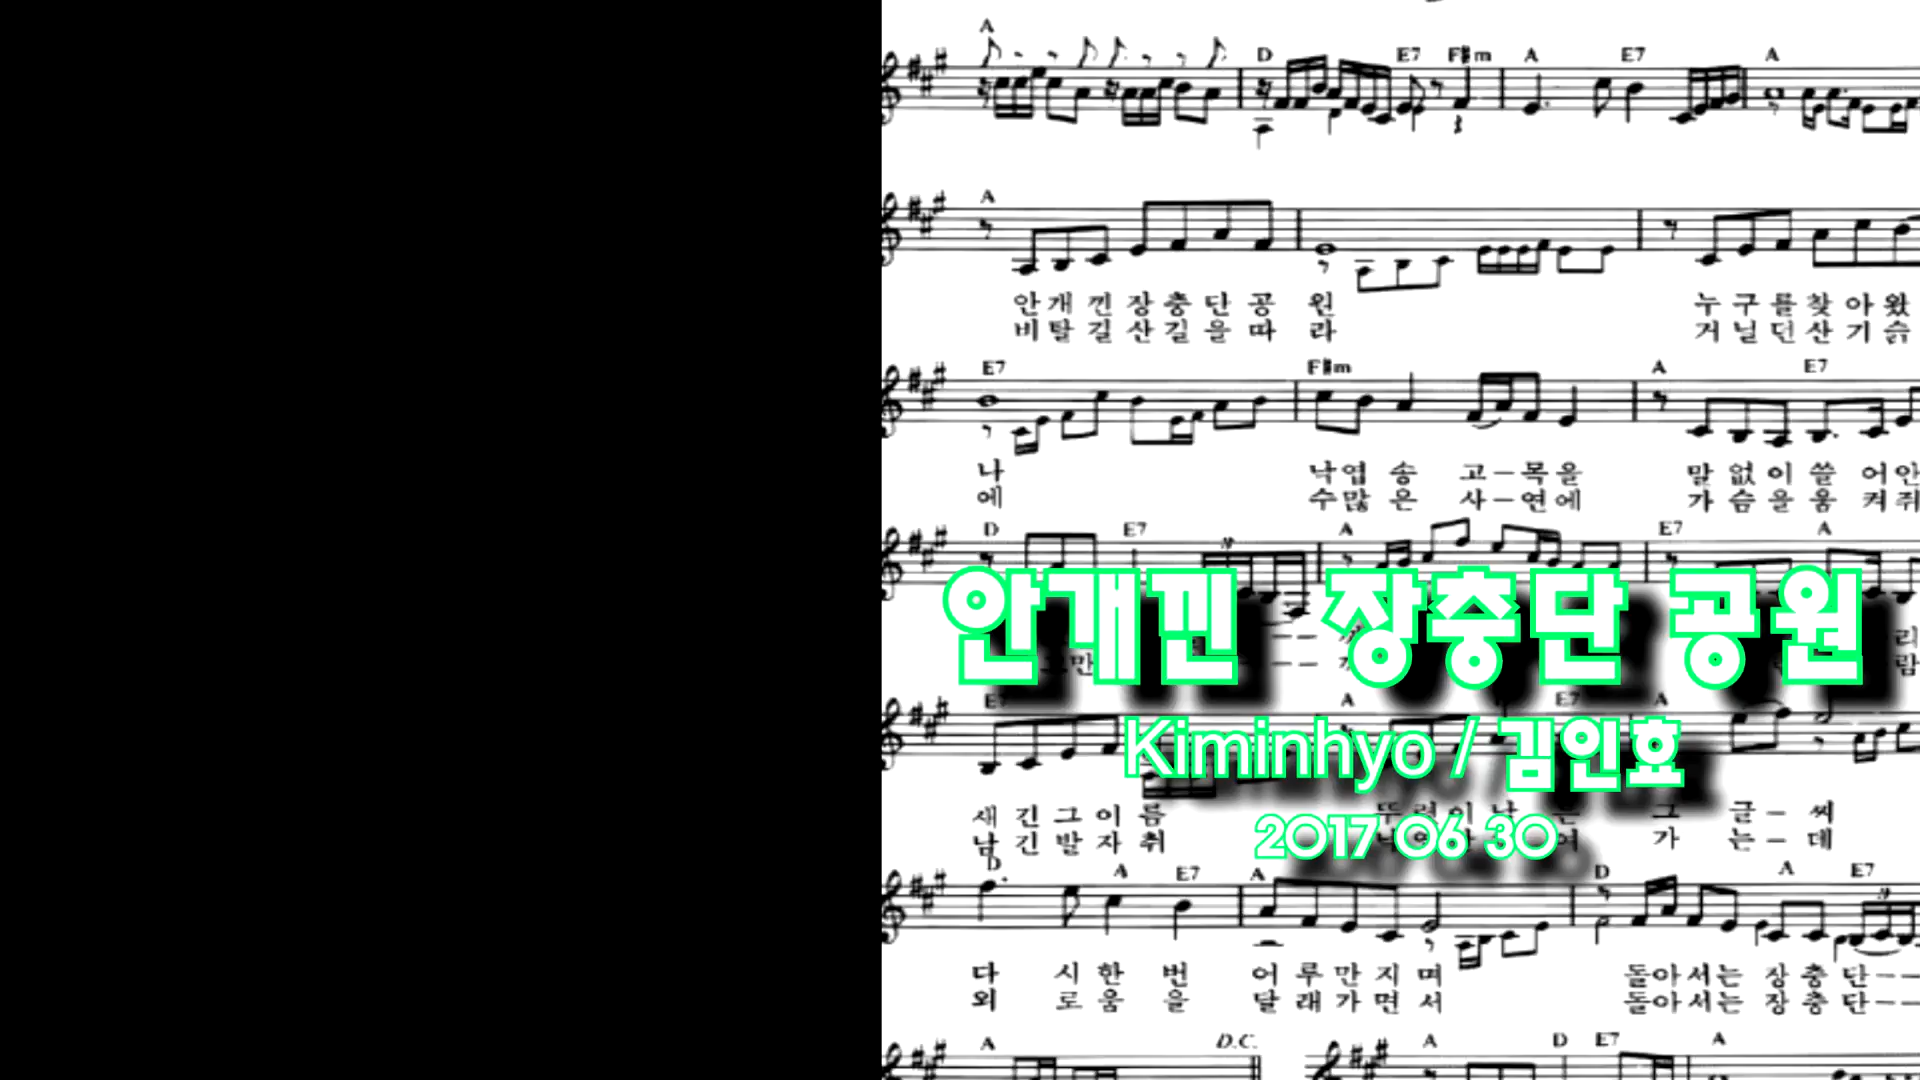 A D E7 F#m A E7 A
A
안개낀장충단공 원 누구를찾아왔
비탈길산길을따 라 거닐던산기슭
E7 F#m A E7
나 낙엽송 고-목을 말없이쓸어안
에 수많은 사-연에 가슴을움켜쥐
D E7 A E7 A
안개낀 장충단 공원
리
만 람
A E7 A
Kiminhyo / 김인효
새긴그이름 그 글-씨
2017 06 30
남긴발자취 가 는-데
D A E7 A D A E7
다 시한 번 어루만지며 돌아서는 장충단--
외 로움 을 달래가면서 돌아서는 장충단--
A D.C. A D E7 A